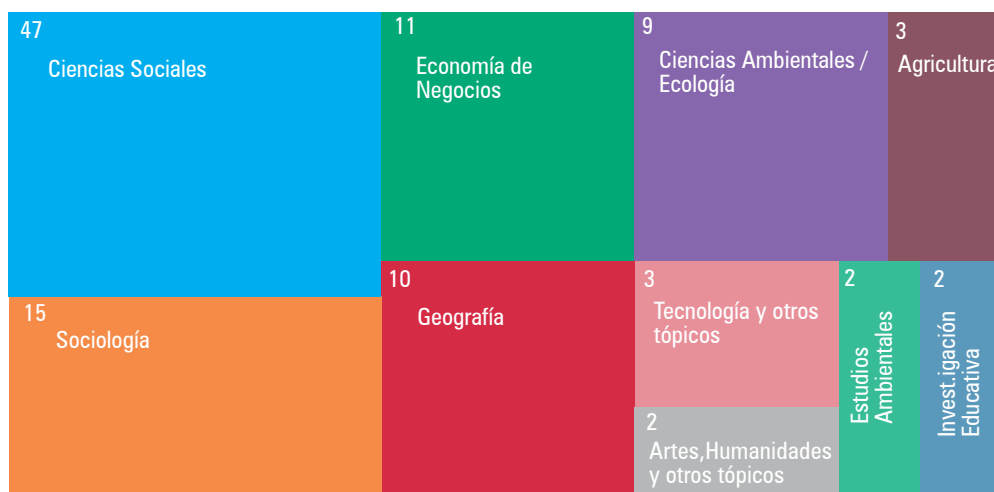 47
Ciencias Sociales
11
Economía de
Negocios
9
Ciencias Ambientales /
Ecología
3
Agricultura
15
Sociología
10
Geografía
3
Tecnología y otros
tópicos
2
Artes,Humanidades
y otros tópicos
2
Estudios
Ambientales
2
Invest.igación
Educativa